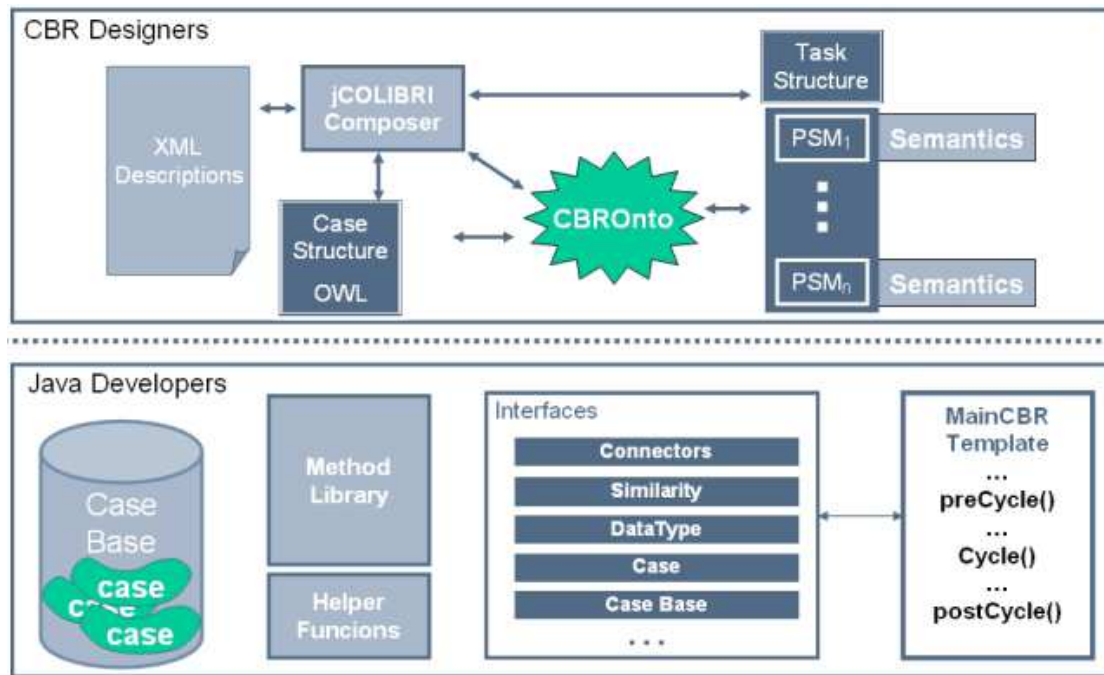 CBR Designers
XML
Descriptions
jCOLIBRI
Composer
Case
Structure
OWL
CBROnto
Task
Structure
PSM1
Semantics
PSMn
Semantics
Java Developers
Case
Base
case
case
case
Method
Library
Helper
Funcions
Interfaces
Connectors
Similarity
DataType
Case
Case Base
...
MainCBR
Template
...
preCycle()
...
Cycle()
...
postCycle()